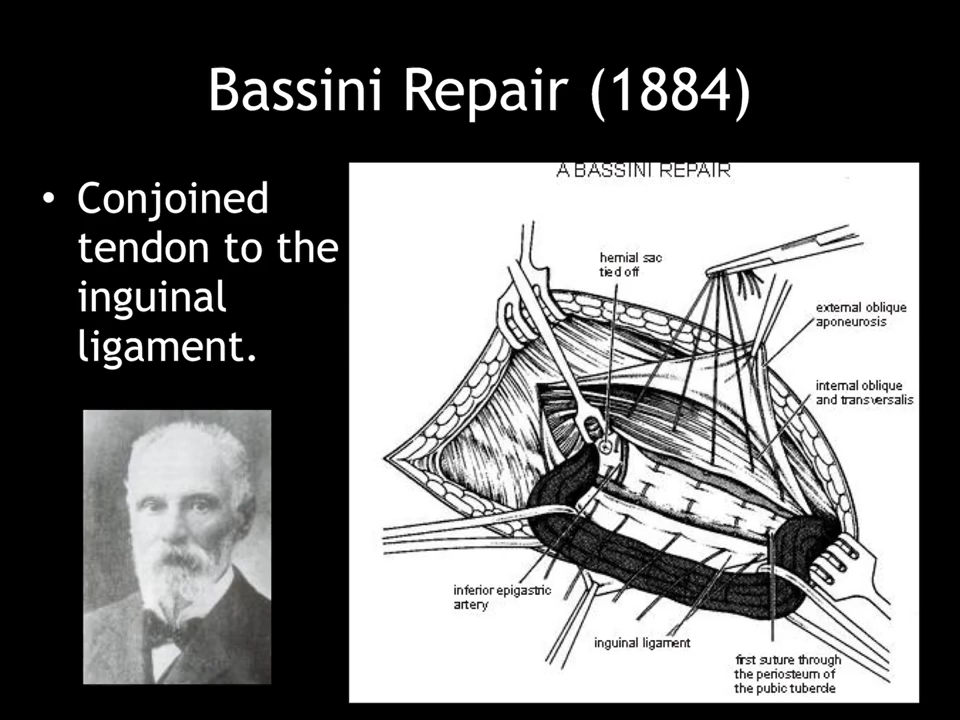 Bassini Repair (1884)
• Conjoined
tendon to the
inguinal
ligament.
A BASSINI REPAIR
hernial sac
tied off
external oblique
aponeurosis
internal oblique
and transversalis
inferior epigastric
artery
inguinal ligament
first suture through
the periosteum of
the pubic tubercle